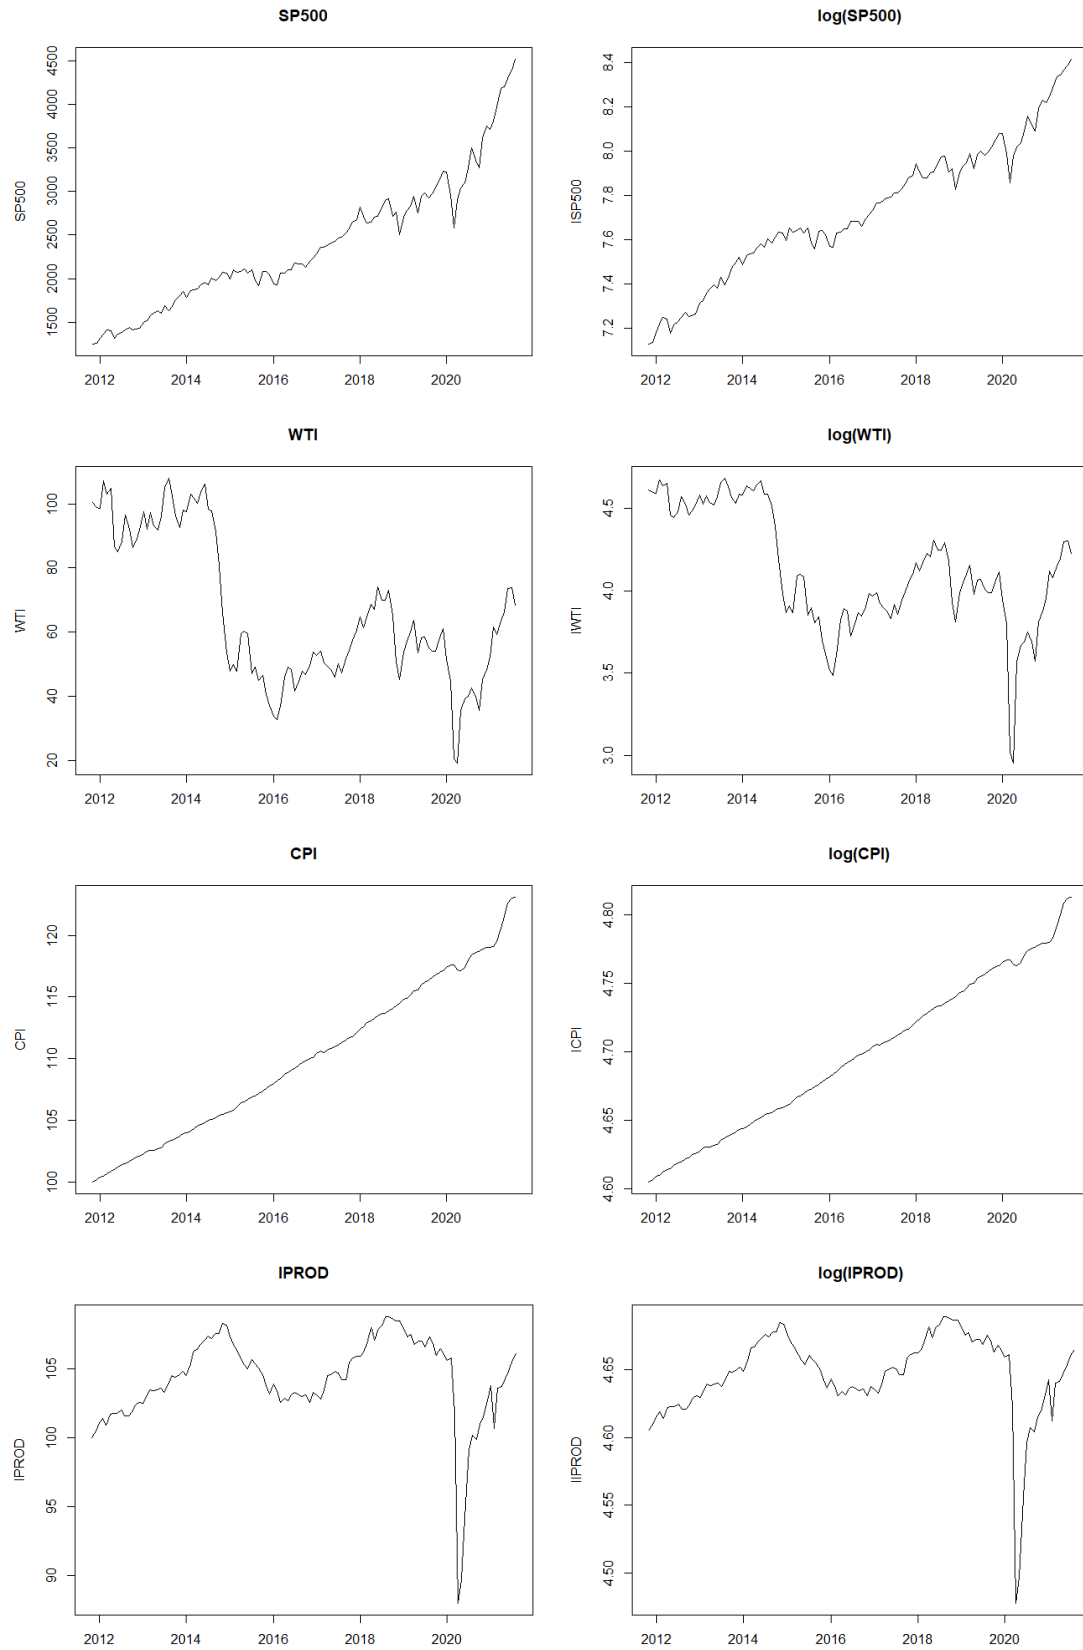 SP500
SP500
4500
4000
3500
3000
2500
2000
1500
2012 2014 2016 2018 2020
log(SP500)
lSP500
8.4
8.2
8.0
7.8
7.6
7.4
7.2
2012 2014 2016 2018 2020
WTI
WTI
100
80
60
40
20
2012 2014 2016 2018 2020
log(WTI)
lWTI
4.5
4.0
3.5
3.0
2012 2014 2016 2018 2020
CPI
CPI
120
115
110
105
100
2012 2014 2016 2018 2020
log(CPI)
lCPI
4.80
4.75
4.70
4.65
4.60
2012 2014 2016 2018 2020
IPROD
IPROD
105
100
95
90
2012 2014 2016 2018 2020
log(IPROD)
lIPROD
4.65
4.60
4.55
4.50
2012 2014 2016 2018 2020